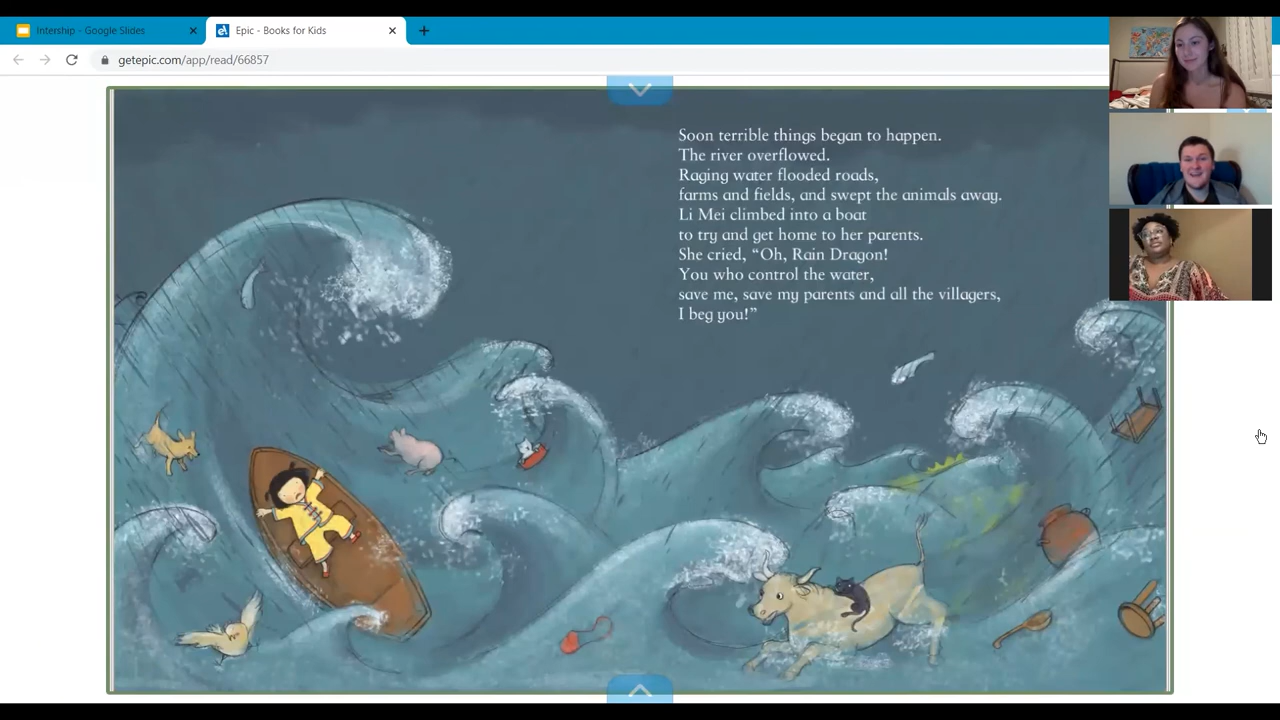 Intership - Google Slides
Epic - Books for Kids
getepic.com/app/read/66857
Soon terrible things began to happen.
The river overflowed.
Raging water flooded roads,
farms and fields, and swept the animals away.
Li Mei climbed into a boat
to try and get home to her parents.
She cried, “Oh, Rain Dragon!
You who control the water,
save me, save my parents and all the villagers,
I beg you!”